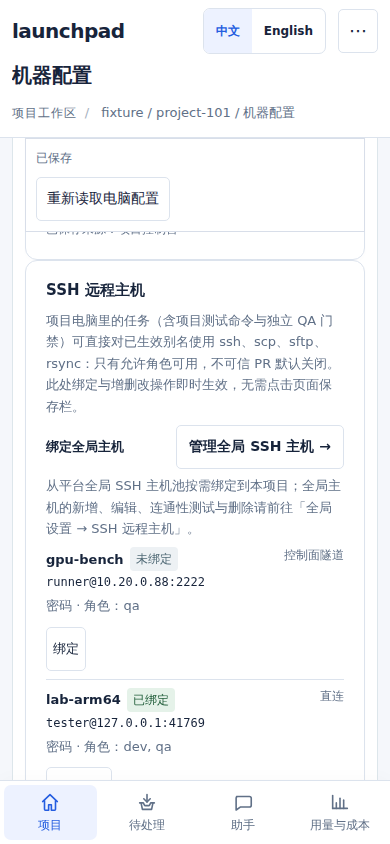 launchpad
中文
English
机器配置
项目工作区 / fixture / project-101 / 机器配置
已保存
重新读取电脑配置
SSH 远程主机
项目电脑里的任务（含项目测试命令与独立 QA 门
禁）可直接对已生效别名使用 ssh、scp、sftp、
rsync：只有允许角色可用，不可信 PR 默认关闭。
此处绑定与增删改操作即时生效，无需点击页面保
存栏。
绑定全局主机
管理全局 SSH 主机 →
从平台全局 SSH 主机池按需绑定到本项目；全局主
机的新增、编辑、连通性测试与删除请前往「全局
设置 → SSH 远程主机」。
gpu-bench 未绑定 控制面隧道
runner@10.20.0.88:2222
密码 · 角色：qa
绑定
lab-arm64 已绑定 直连
tester@127.0.0.1:41769
密码 · 角色：dev, qa
项目
待处理
助手
用量与成本